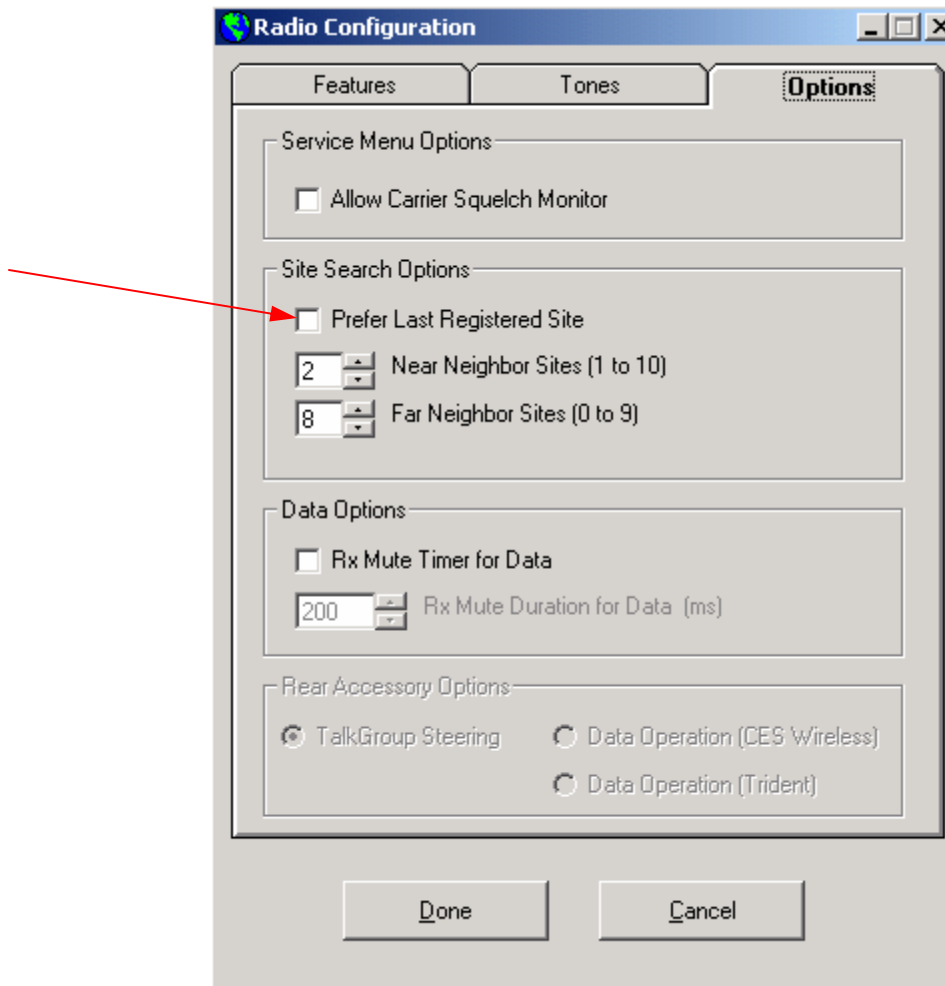 Radio Configuration
Features Tones Options
Service Menu Options
Allow Carrier Squelch Monitor
Site Search Options
Prefer Last Registered Site
2 Near Neighbor Sites (1 to 10)
8 Far Neighbor Sites (0 to 9)
Data Options
Rx Mute Timer for Data
200 Rx Mute Duration for Data (ms)
Rear Accessory Options
TalkGroup Steering Data Operation (CES Wireless)
Data Operation (Trident)
Done Cancel